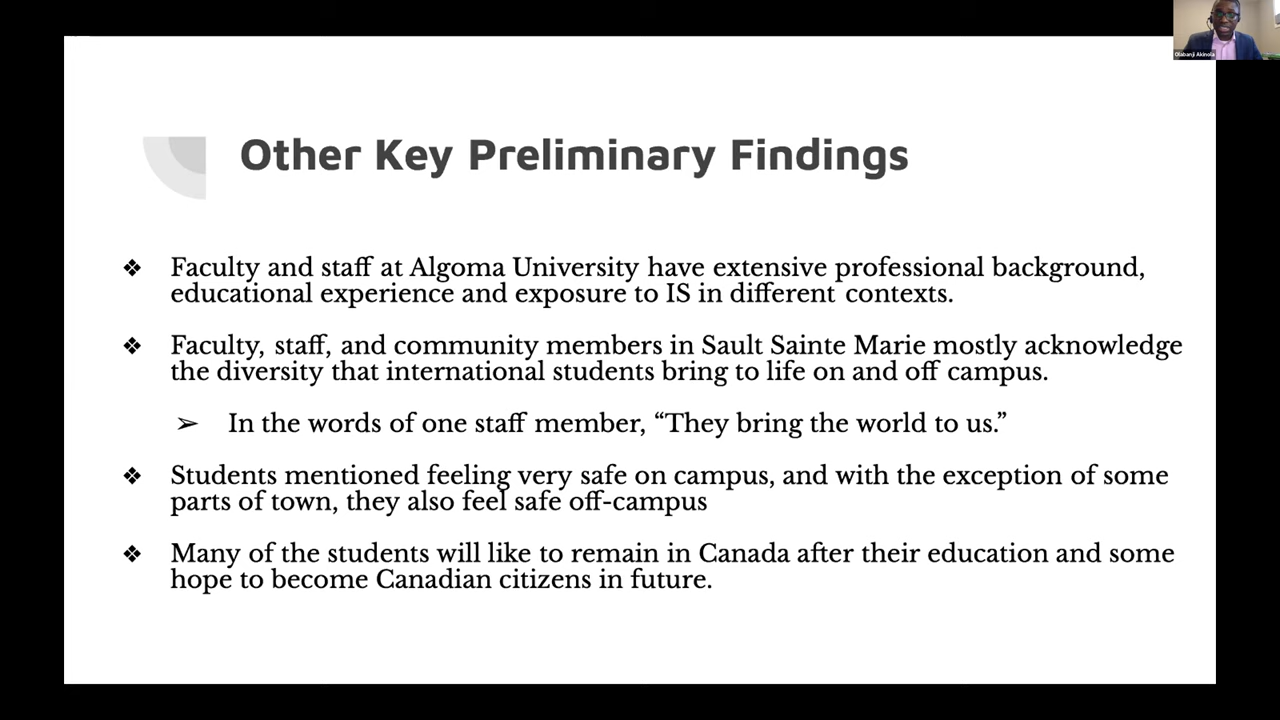 Olabanji Akinola
Other Key Preliminary Findings
❖ Faculty and staff at Algoma University have extensive professional background,
educational experience and exposure to IS in different contexts.
❖ Faculty, staff, and community members in Sault Sainte Marie mostly acknowledge
the diversity that international students bring to life on and off campus.
➢ In the words of one staff member, “They bring the world to us.”
❖ Students mentioned feeling very safe on campus, and with the exception of some
parts of town, they also feel safe off-campus
❖ Many of the students will like to remain in Canada after their education and some
hope to become Canadian citizens in future.